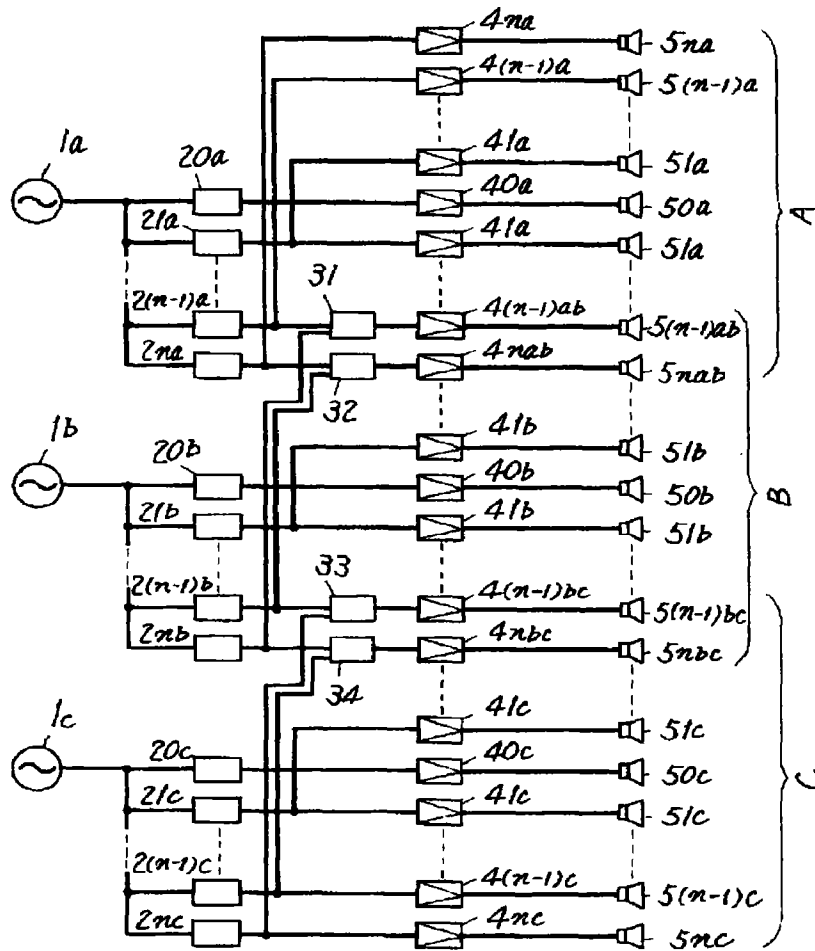 4na 5na
4(n-1)a 5(n-1)a
1a 20a 41a 51a
40a 50a
21a 41a 51a
A
2(n-1)a 31 4(n-1)ab 5(n-1)ab
2na 32 4nab 5nab
41b 51b
1b 20b 40b 50b
21b 41b 51b
B
2(n-1)b 33 4(n-1)bc 5(n-1)bc
2nb 34 4nbc 5nbc
41c 51c
1c 20c 40c 50c
21c 41c 51c
C
2(n-1)c 4(n-1)c 5(n-1)c
2nc 4nc 5nc